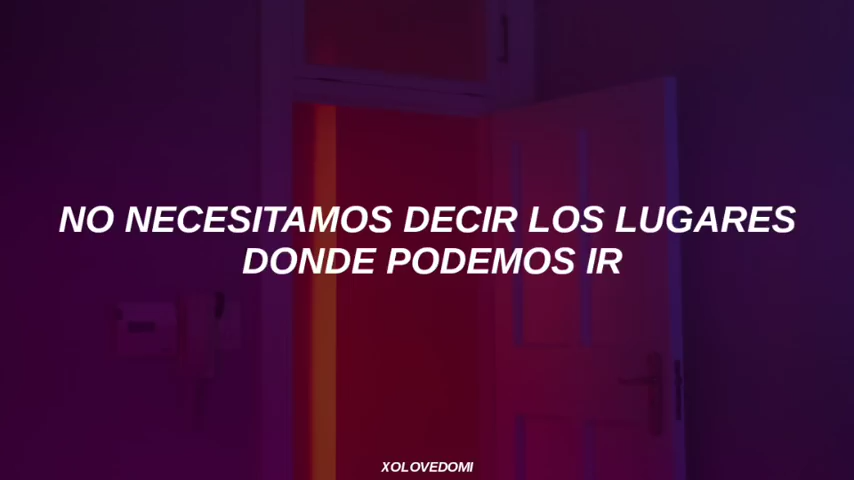 NO NECESITAMOS DECIR LOS LUGARES
DONDE PODEMOS IR
XOLOVEDOMI